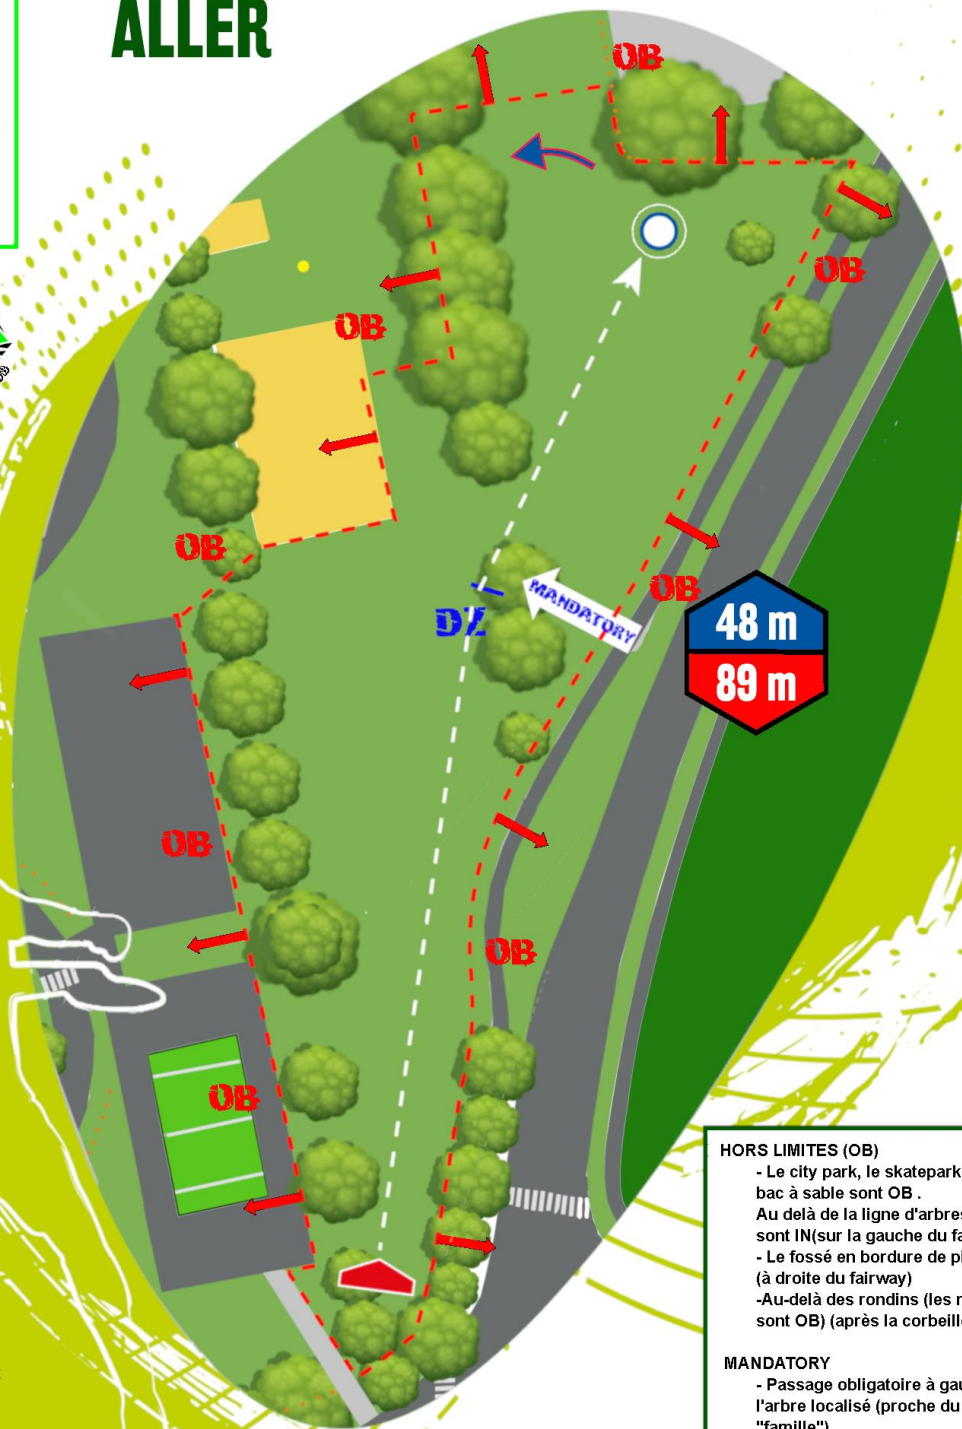 ALLER
OB
OB
OB
OB
OB
MANDATORY
DZ
48 m
89 m
OB
OB
OB
HORS LIMITES (OB)
- Le city park, le skatepark
bac à sable sont OB .
Au delà de la ligne d'arbres
sont IN(sur la gauche du
- Le fossé en bordure de
(à droite du fairway)
-Au-delà des rondins (les
sont OB) (après la
MANDATORY
- Passage obligatoire à
l'arbre localisé (proche du
"famille")